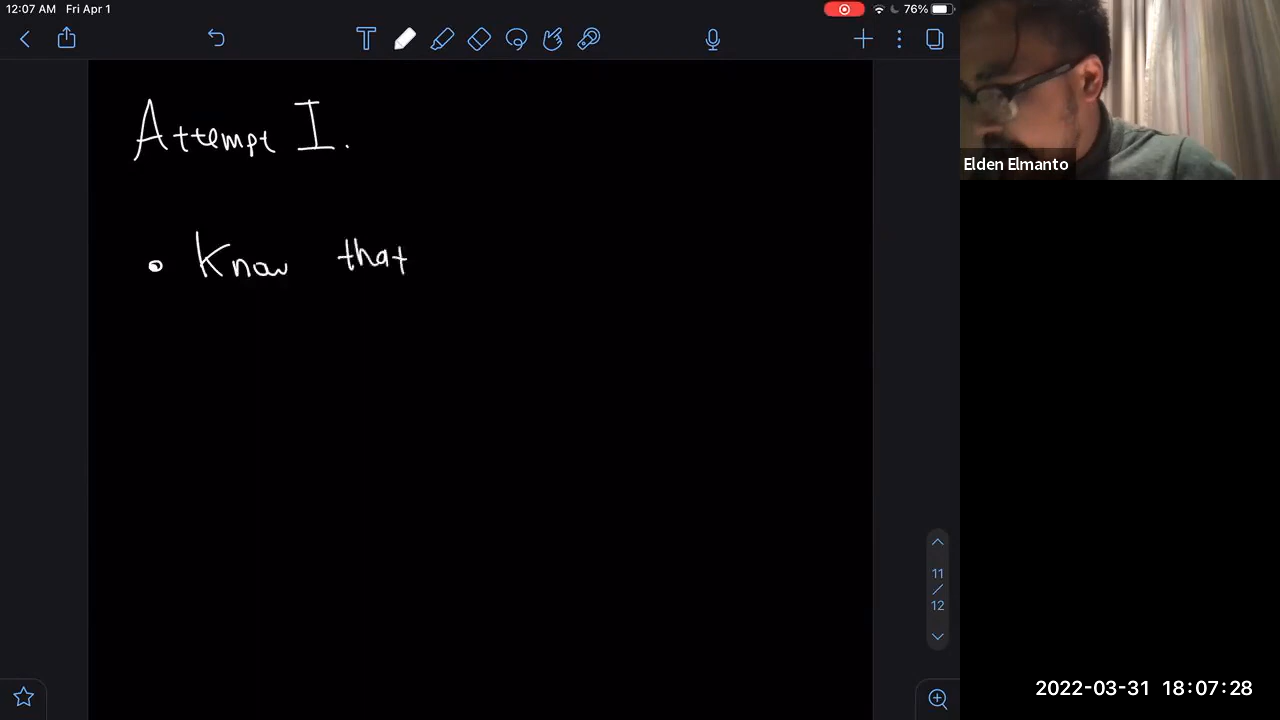 12:07 AM Fri Apr 1
76%
T
Attempt I.
Know that
Elden Elmanto
11
/
12
2022-03-31 18:07:28